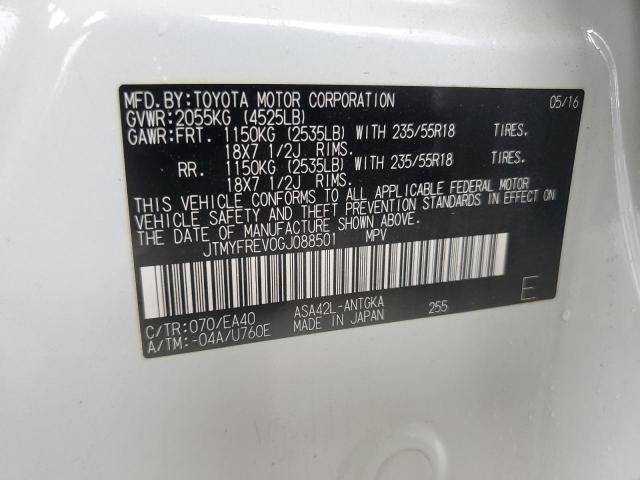 MFD.BY:TOYOTA MOTOR CORPORATION 05/16
GVWR:2055KG (4525LB)
GAWR:FRT. 1150KG (2535LB) WITH 235/55R18 TIRES.
18X7 1/2J RIMS.
RR. 1150KG (2535LB) WITH 235/55R18 TIRES.
18X7 1/2J RIMS.
THIS VEHICLE CONFORMS TO ALL APPLICABLE FEDERAL MOTOR
VEHICLE SAFETY AND THEFT PREVENTION STANDARDS IN EFFECT ON
THE DATE OF MANUFACTURE SHOWN ABOVE.
JTMYFREV0GJ088501 MPV
C/TR:070/EA40 ASA42L-ANTGKA 255 E
A/TM:-04A/U760E MADE IN JAPAN